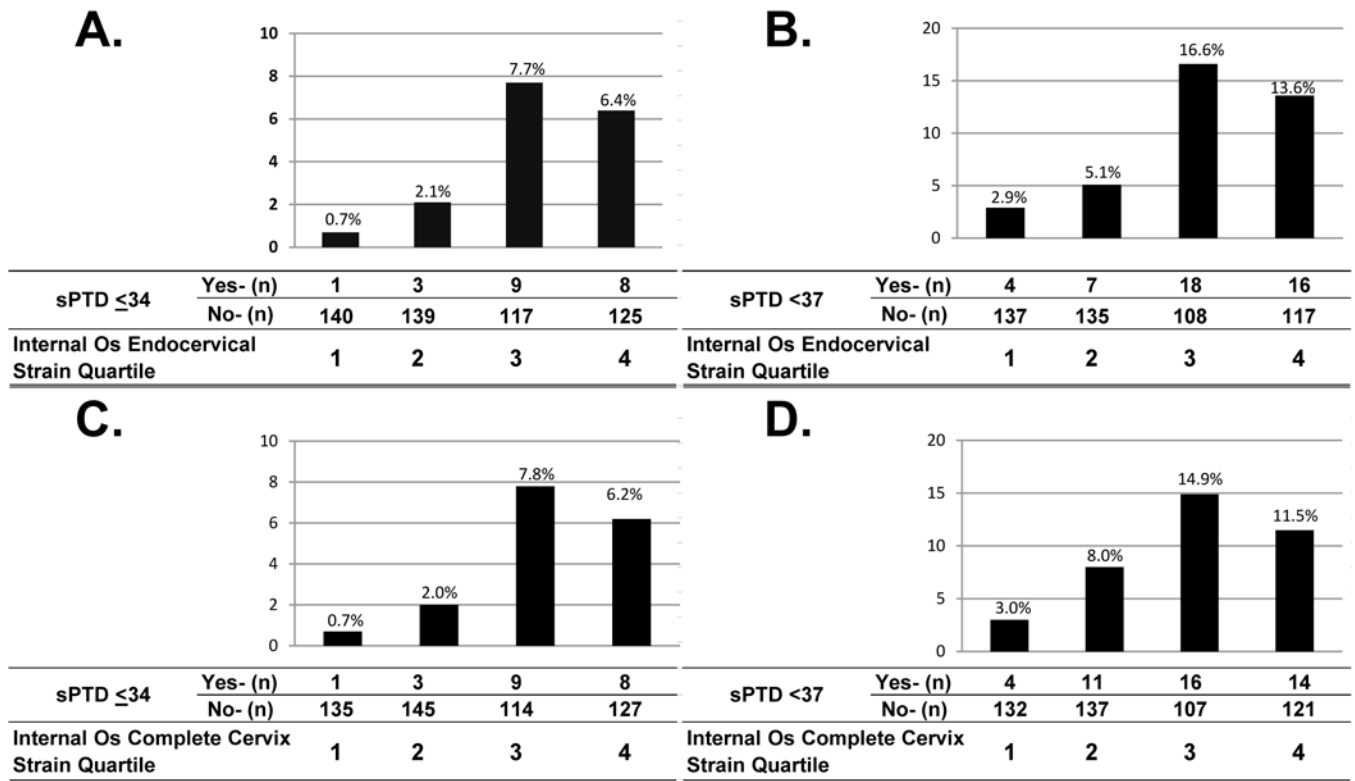 A.
10
8
6
4
2
0
0.7%
2.1%
7.7%
6.4%
sPTD ≤34
Yes- (n) 1 3 9 8
No- (n) 140 139 117 125
Internal Os Endocervical
Strain Quartile
1 2 3 4
B.
20
15
10
5
0
2.9%
5.1%
16.6%
13.6%
sPTD <37
Yes- (n) 4 7 18 16
No- (n) 137 135 108 117
Internal Os Endocervical
Strain Quartile
1 2 3 4
C.
10
8
6
4
2
0
0.7%
2.0%
7.8%
6.2%
sPTD ≤34
Yes- (n) 1 3 9 8
No- (n) 135 145 114 127
Internal Os Complete Cervix
Strain Quartile
1 2 3 4
D.
20
15
10
5
0
3.0%
8.0%
14.9%
11.5%
sPTD <37
Yes- (n) 4 11 16 14
No- (n) 132 137 107 121
Internal Os Complete Cervix
Strain Quartile
1 2 3 4